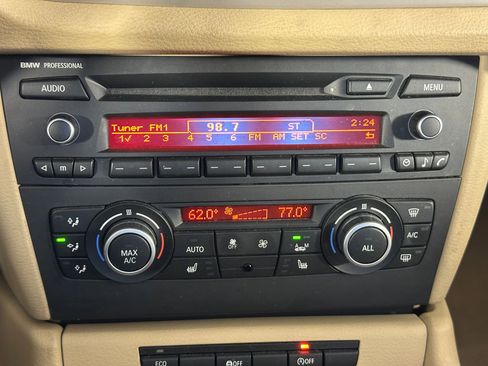 BMW PROFESSIONAL
AUDIO
MENU
Tuner FM1 98.7 ST 2:24
1✓ 2 3 4 5 6 FM AM SET SC
m
62.0° 77.0°
MAX A/C
AUTO
OFF
A M
ALL
A/C
ECO
OFF
OFF